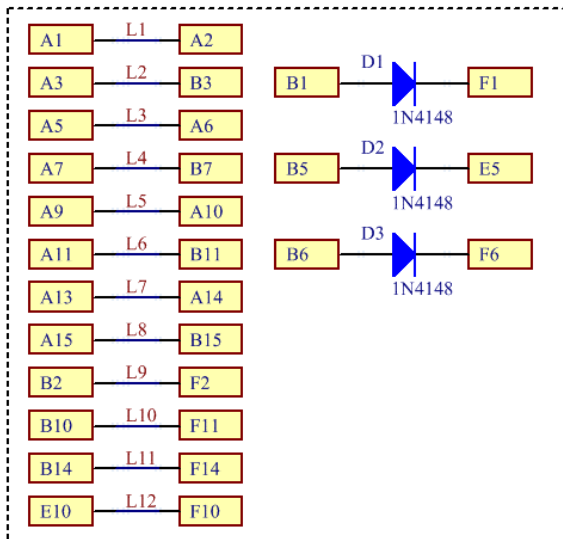 A1 L1 A2
A3 L2 B3
A5 L3 A6
A7 L4 B7
A9 L5 A10
A11 L6 B11
A13 L7 A14
A15 L8 B15
B2 L9 F2
B10 L10 F11
B14 L11 F14
E10 L12 F10
D1
B1 F1
1N4148
D2
B5 E5
1N4148
D3
B6 F6
1N4148